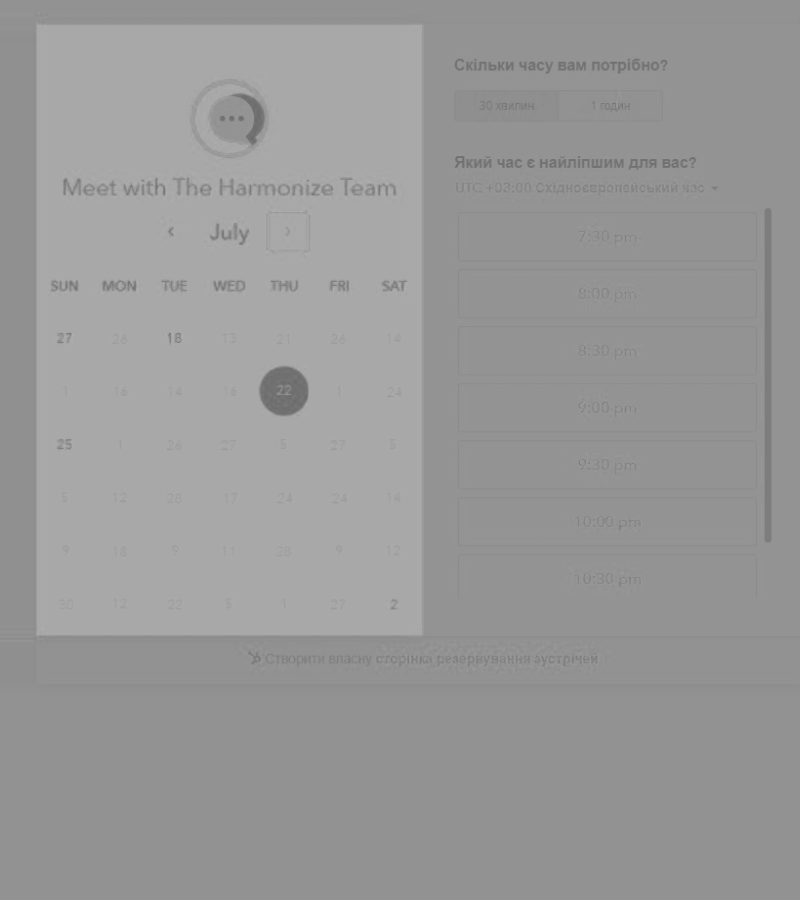 Meet with The Harmonize Team
July
SUN MON TUE WED THU FRI SAT
27 26 18 13 21 26 14
1 16 14 16 22 1 24
25 1 26 27 5 27 5
5 12 28 17 24 24 14
9 18 9 11 28 9 12
30 12 22 5 1 27 2
Скільки часу вам потрібно?
30 хвилин 1 годин
Який час є найліпшим для вас?
UTC +03:00 Східноєвропейський час
7:30 pm
8:00 pm
8:30 pm
9:00 pm
9:30 pm
10:00 pm
10:30 pm
Створити власну сторінка резервування зустрічей